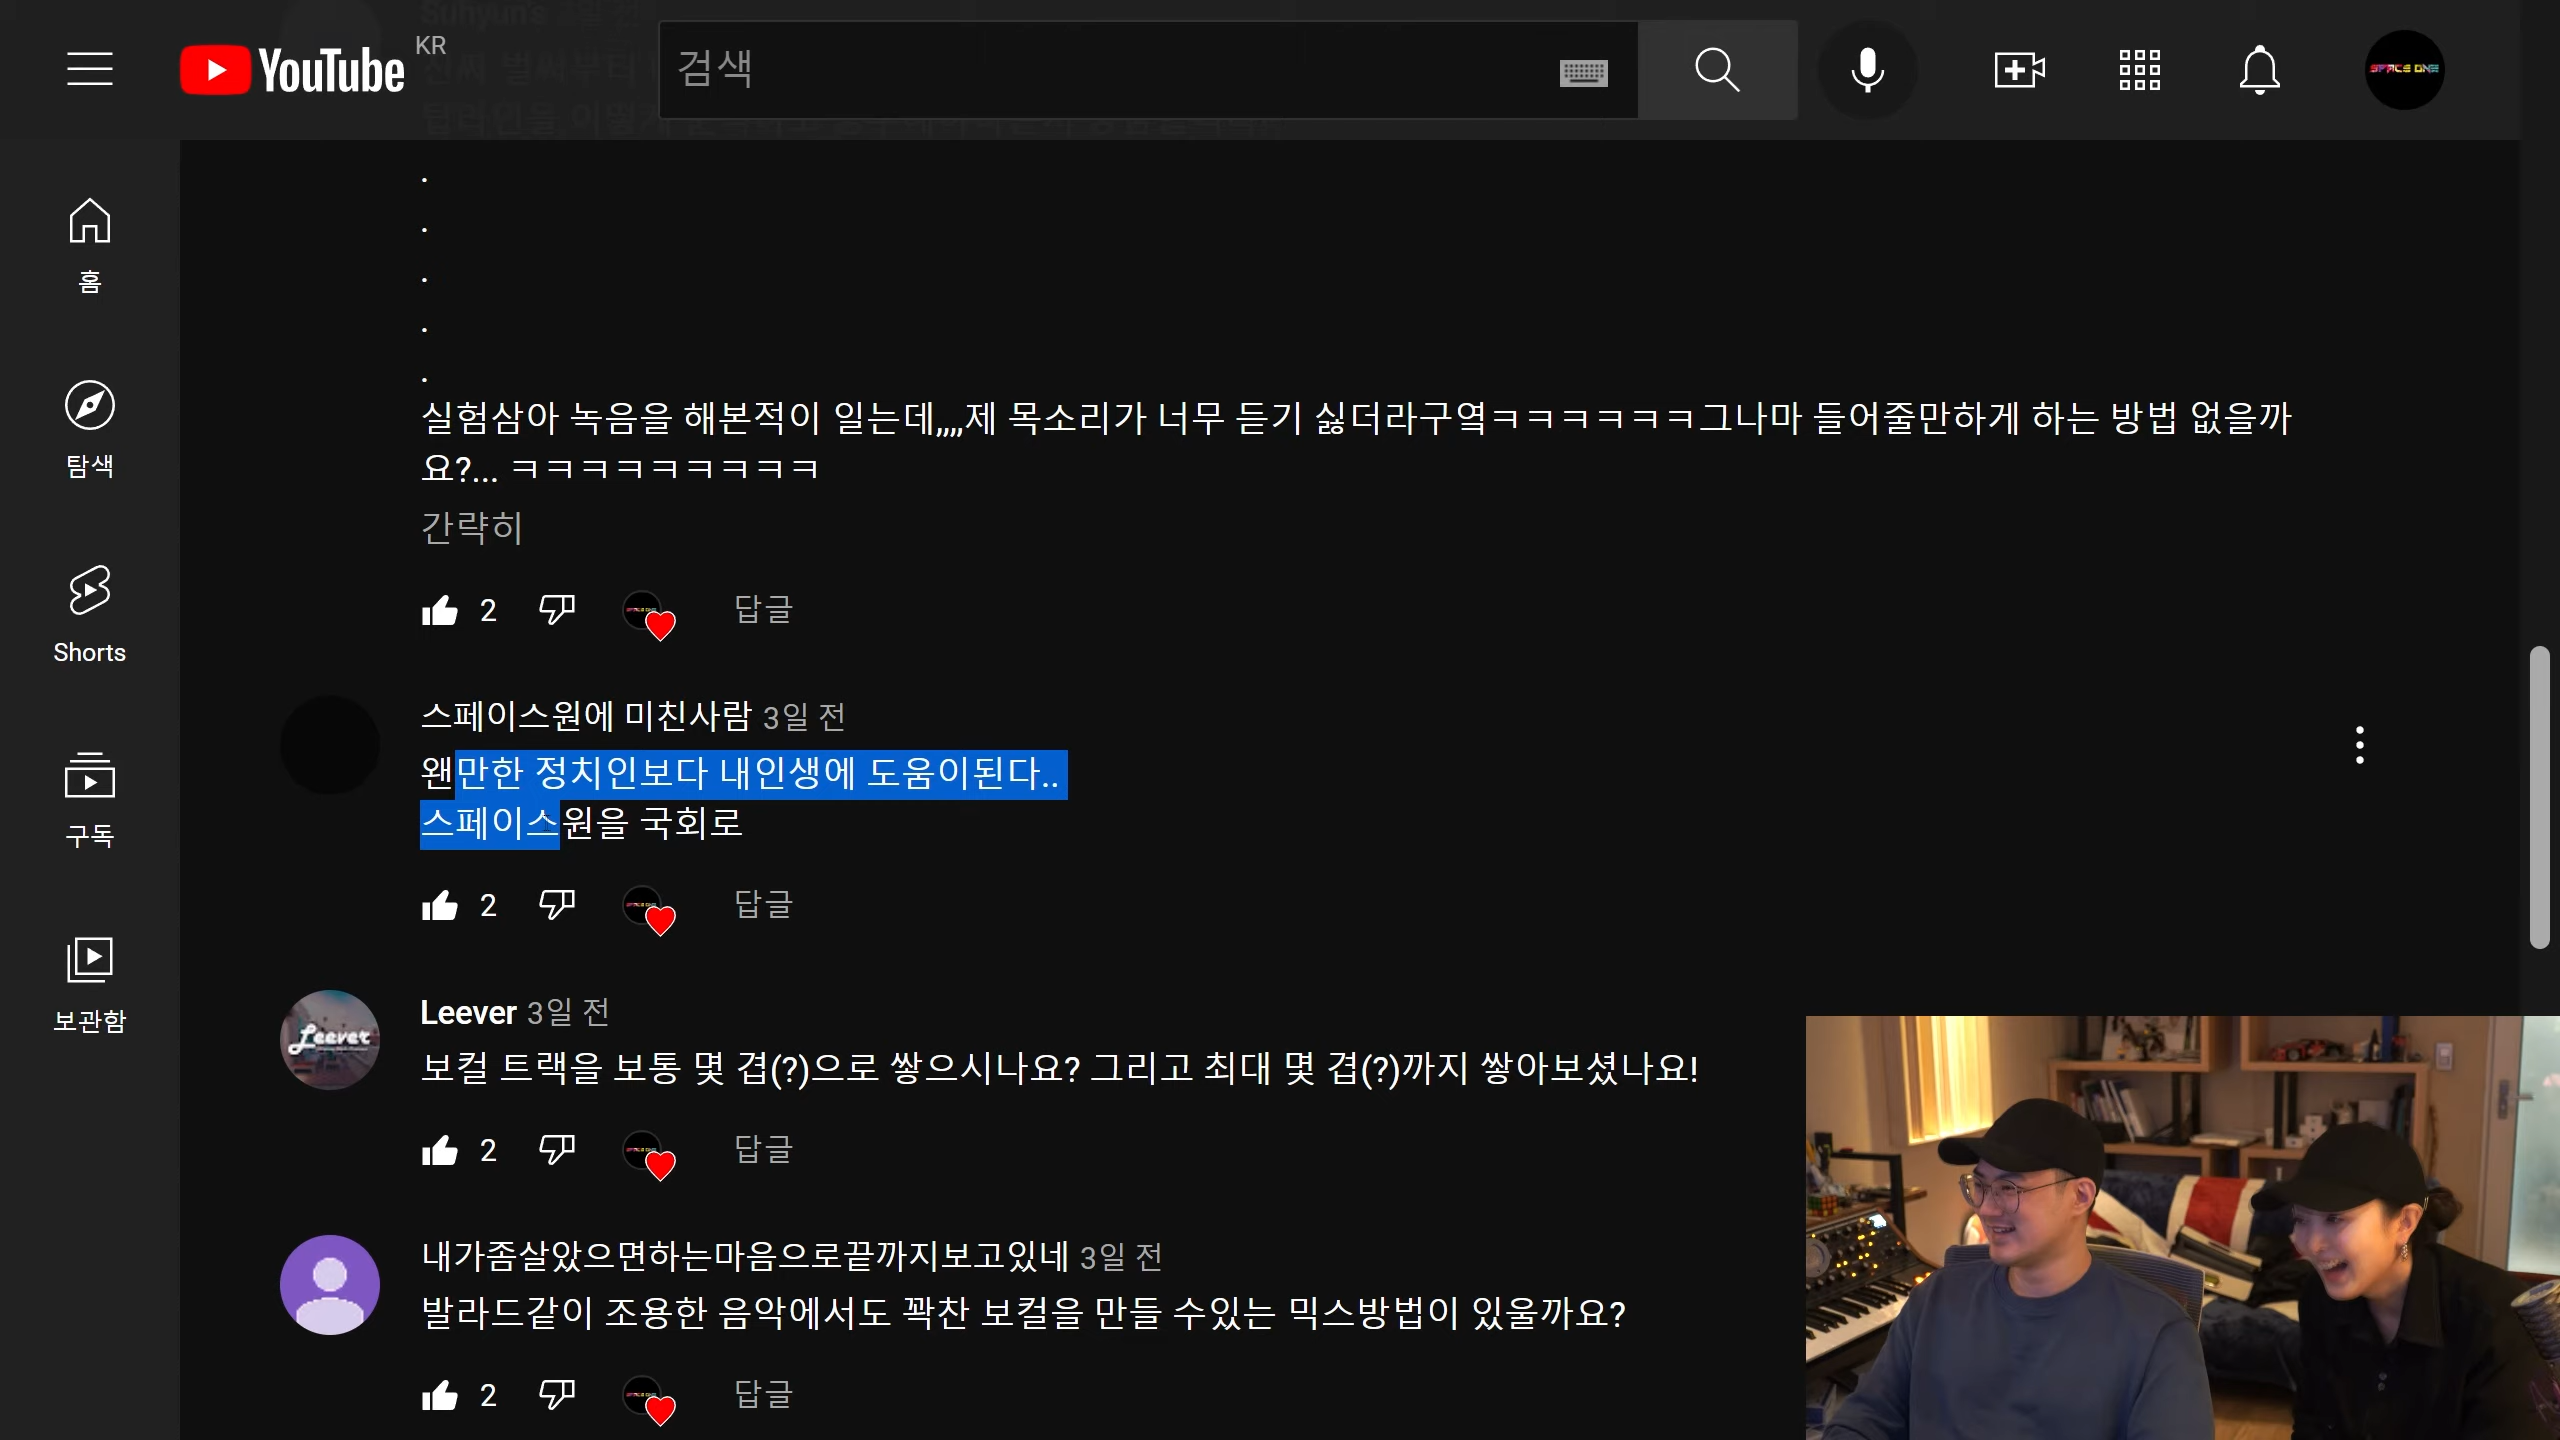 KR
YouTube
검색
SPACE ONE
홈
탐색
Shorts
구독
보관함
.
.
.
.
.
실험삼아 녹음을 해본적이 일는데,,,,제 목소리가 너무 듣기 싫더라구옄ㅋㅋㅋㅋㅋㅋ그나마 들어줄만하게 하는 방법 없을까
요?... ㅋㅋㅋㅋㅋㅋㅋㅋㅋ
간략히
2
답글
스페이스원에 미친사람 3일 전
왠만한 정치인보다 내인생에 도움이된다..
스페이스원을 국회로
2
답글
Leever
Leever 3일 전
보컬 트랙을 보통 몇 겹(?)으로 쌓으시나요? 그리고 최대 몇 겹(?)까지 쌓아보셨나요!
2
답글
내가좀살았으면하는마음으로끝까지보고있네 3일 전
발라드같이 조용한 음악에서도 꽉찬 보컬을 만들 수있는 믹스방법이 있울까요?
2
답글